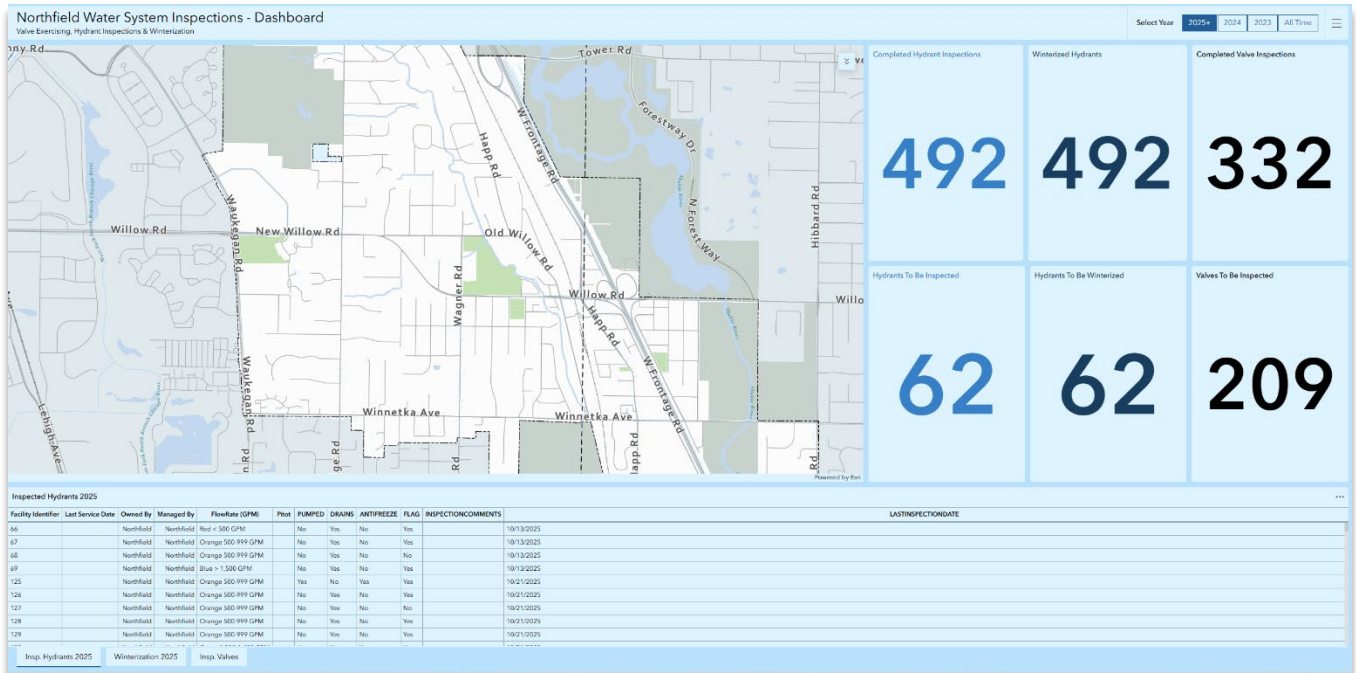 Northfield Water System Inspections - Dashboard
Valve Exercising, Hydrant Inspections & Winterization
Select Year 2025+ 2024 2023 All Time
Tower Rd
Forestway Dr
W Frontage Rd
Happ Rd
Hibbard Rd
N Forest Way
Waukegan Rd
Willow Rd
New Willow Rd
Old Willow Rd
Wagner Rd
Willow Rd
Willo
Happ Rd
W Frontage Rd
Waukegan Rd
Lehigh Ave
Winnetka Ave
Winnetka Ave
Rd
Rd
Powered by Esri
Completed Hydrant Inspections
492
Winterized Hydrants
492
Completed Valve Inspections
332
Hydrants To Be Inspected
62
Hydrants To Be Winterized
62
Valves To Be Inspected
209
Inspected Hydrants 2025
Facility Identifier Last Service Date Owned By Managed By FlowRate (GPM) Pitot PUMPED DRAINS ANTIFREEZE FLAG INSPECTIONCOMMENTS LASTINSPECTIONDATE
66 Northfield Northfield Red < 500 GPM No Yes No Yes 10/13/2025
67 Northfield Northfield Orange 500-999 GPM No Yes No Yes 10/13/2025
68 Northfield Northfield Orange 500-999 GPM No Yes No No 10/13/2025
69 Northfield Northfield Blue > 1,500 GPM No Yes No Yes 10/13/2025
125 Northfield Northfield Orange 500-999 GPM Yes No Yes Yes 10/21/2025
126 Northfield Northfield Orange 500-999 GPM No Yes No Yes 10/21/2025
127 Northfield Northfield Orange 500-999 GPM No Yes No No 10/21/2025
128 Northfield Northfield Orange 500-999 GPM No Yes No Yes 10/21/2025
129 Northfield Northfield Orange 500-999 GPM No Yes No Yes 10/21/2025
Insp. Hydrants 2025 Winterization 2025 Insp. Valves